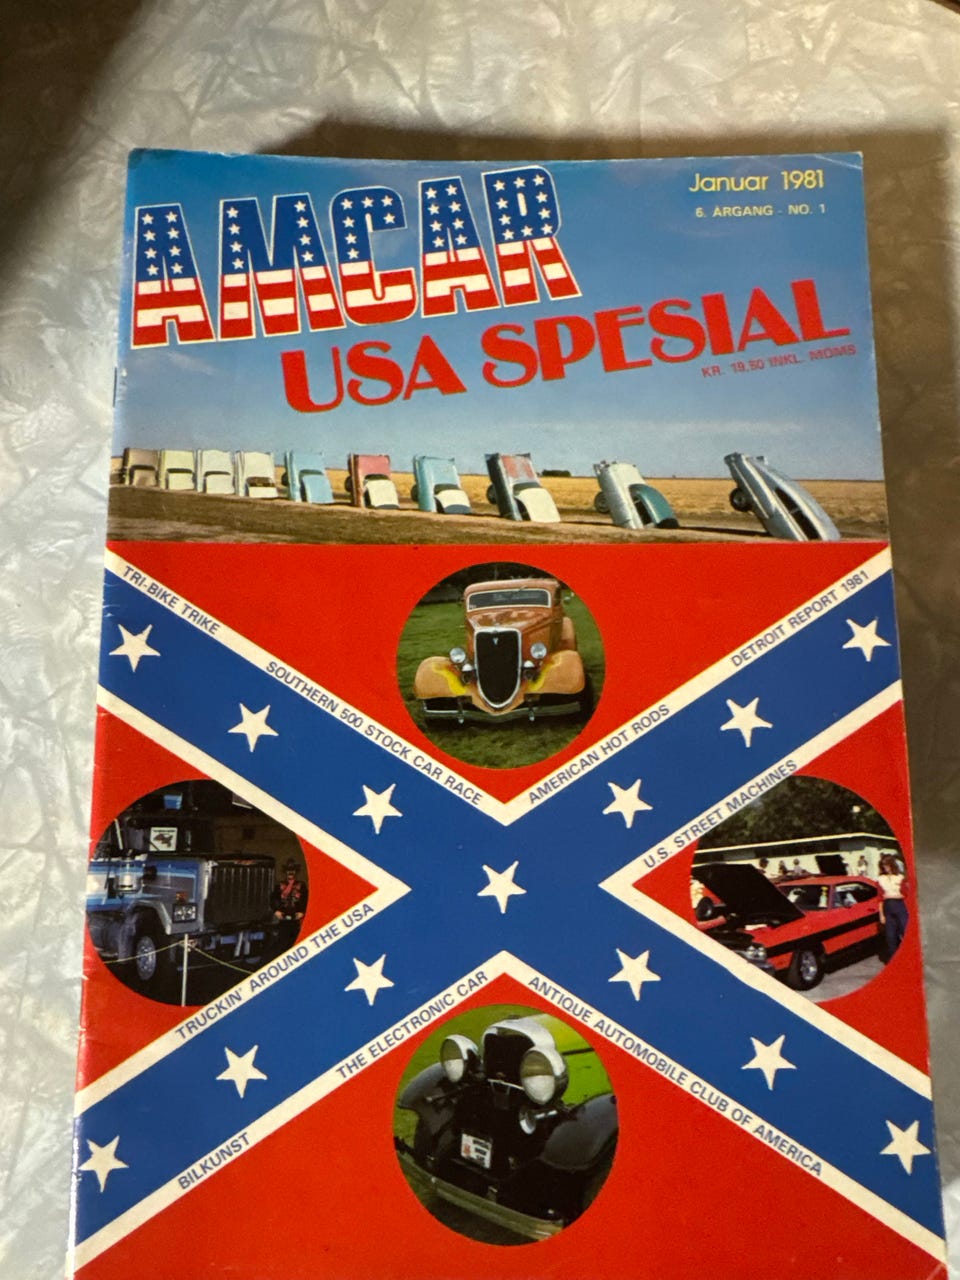 AMCAR
Januar 1981
6. ÅRGANG - NO. 1
USA SPESIAL
KR. 19,50 INKL. MOMS
TRI-BIKE TRIKE
SOUTHERN 500 STOCK CAR RACE
AMERICAN HOT RODS
DETROIT REPORT 1981
U.S. STREET MACHINES
TRUCKIN' AROUND THE USA
BILKUNST
THE ELECTRONIC CAR
ANTIQUE AUTOMOBILE CLUB OF AMERICA